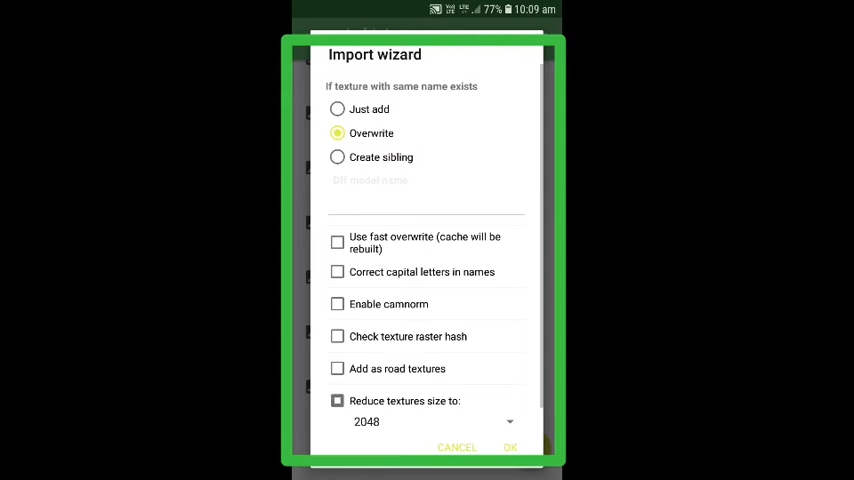 77% 10:09 am
Import wizard
If texture with same name exists
Just add
Overwrite
Create sibling
Dff model name
Use fast overwrite (cache will be
rebuilt)
Correct capital letters in names
Enable camnorm
Check texture raster hash
Add as road textures
Reduce textures size to:
2048
CANCEL OK